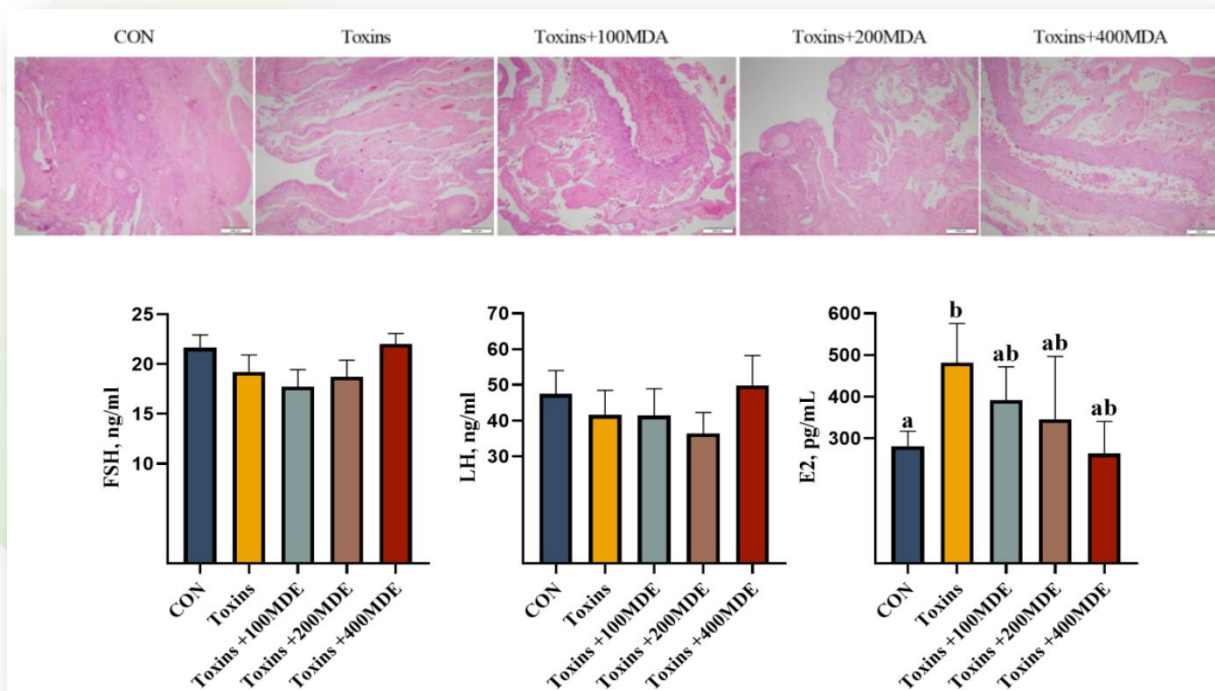 CON
Toxins
Toxins+100MDA
Toxins+200MDA
Toxins+400MDA
FSH, ng/ml
25
20
15
10
CON
Toxins
Toxins +100MDE
Toxins +200MDE
Toxins +400MDE
LH, ng/ml
70
60
50
40
30
CON
Toxins
Toxins +100MDE
Toxins +200MDE
Toxins +400MDE
E2, pg/mL
600
500
400
300
a
b
ab
ab
ab
CON
Toxins
Toxins +100MDE
Toxins +200MDE
Toxins +400MDE